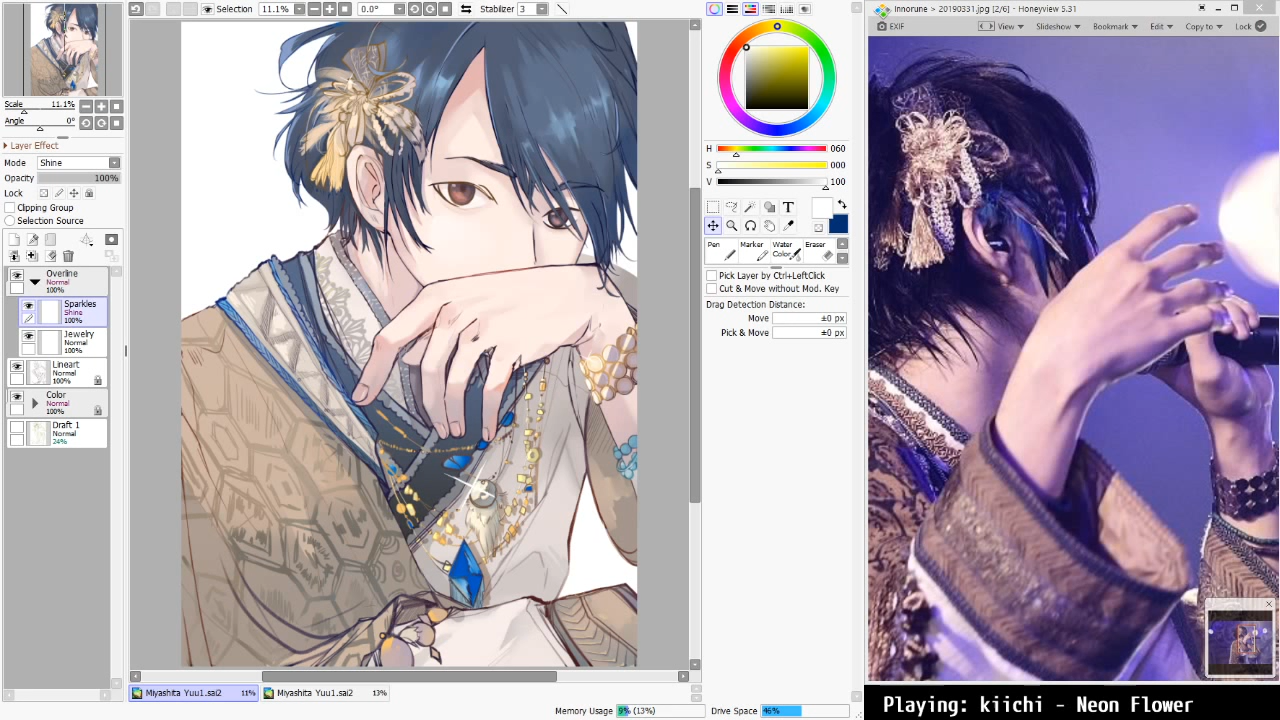 Selection 11.1% 0.0° Stabilizer 3
Innorune > 20190331.jpg [2/6] - Honeyview 5.31
EXIF View Slideshow Bookmark Edit Copy to Lock
Scale 11.1%
Angle 0°
Layer Effect
Mode Shine
Opacity 100%
Lock
Clipping Group
Selection Source
Overline
Normal
100%
Sparkles
Shine
100%
Jewelry
Normal
100%
Lineart
Normal
100%
Color
Normal
100%
Draft 1
Normal
24%
H 060
S 000
V 100
T
Pen Marker Water Color Eraser
Pick Layer by Ctrl+LeftClick
Cut & Move without Mod. Key
Drag Detection Distance:
Move ±0 px
Pick & Move ±0 px
Miyashita Yuu1.sai2 11% Miyashita Yuu1.sai2 13%
Memory Usage 9% (13%) Drive Space 46%
Playing: kiichi - Neon Flower